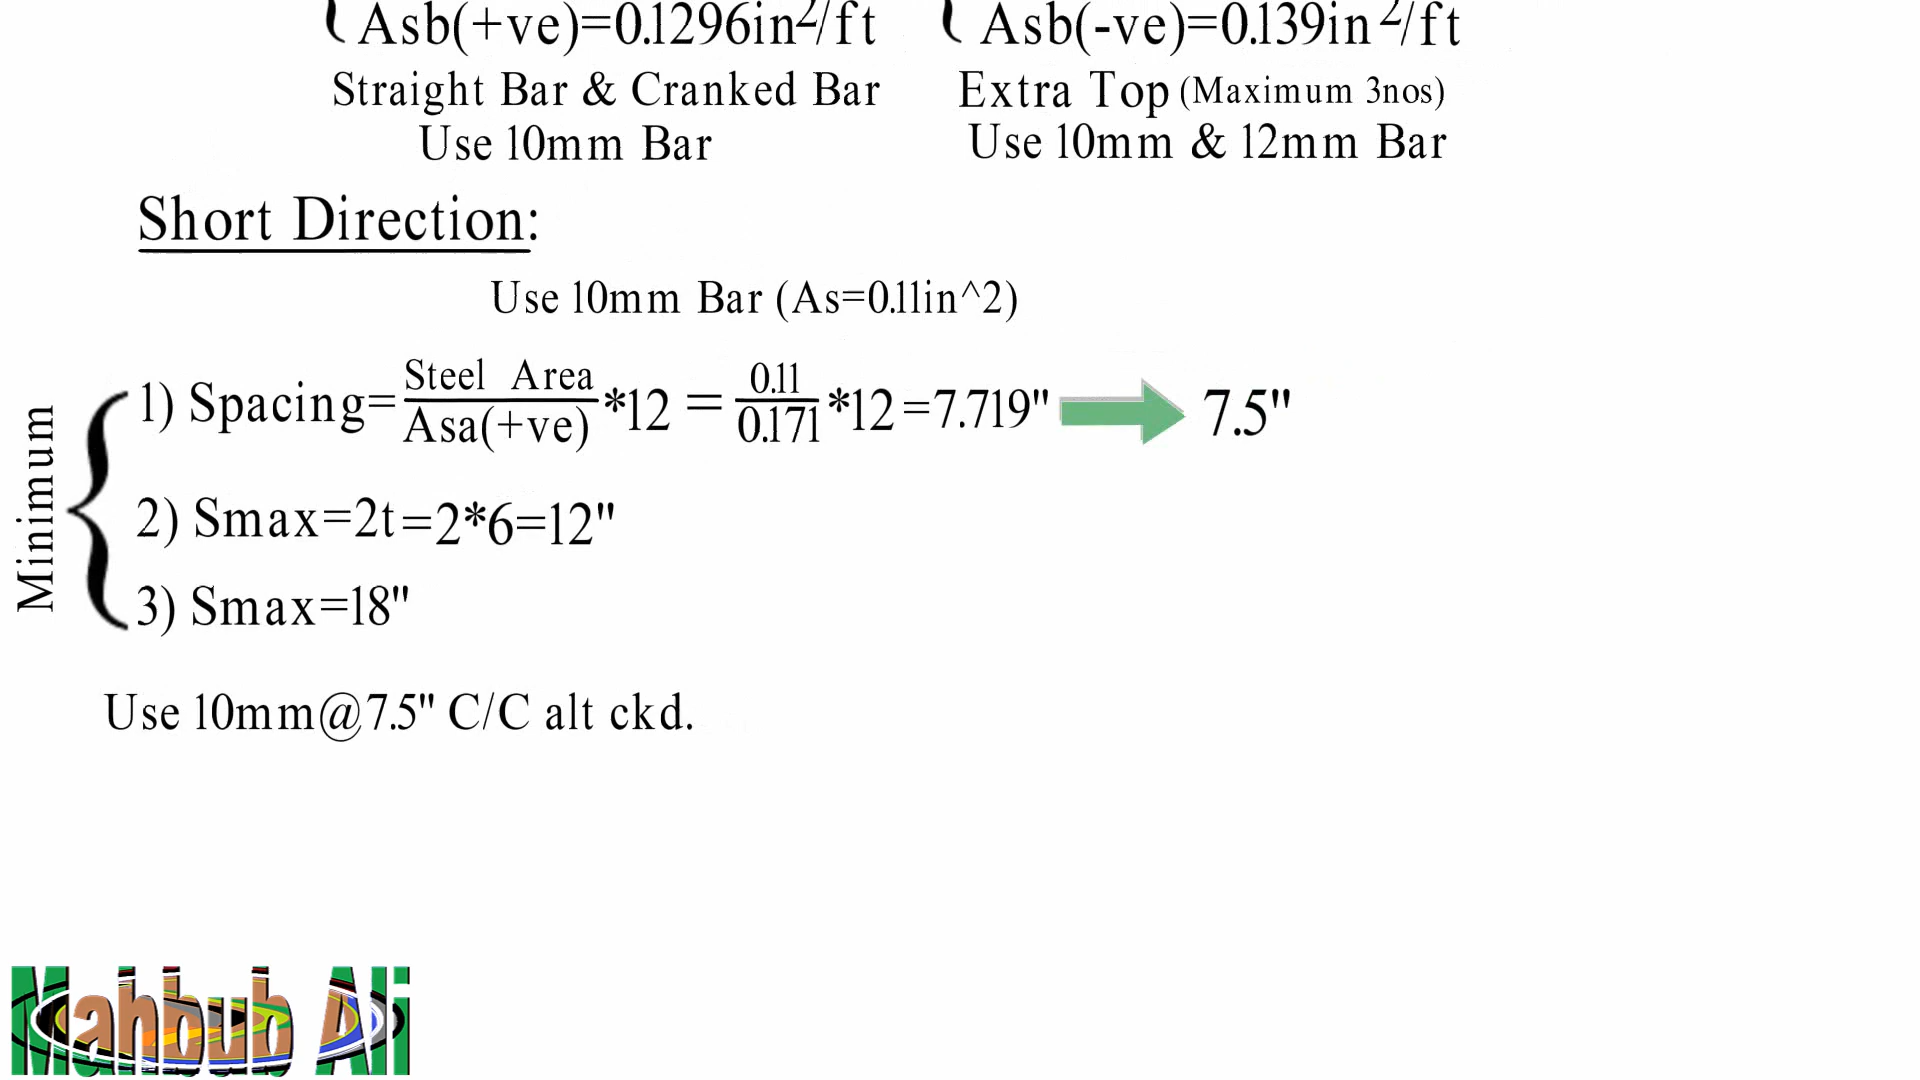 Asb(+ve)=0.1296in²/ft Asb(-ve)=0.139in²/ft
Straight Bar & Cranked Bar Extra Top (Maximum 3nos)
Use 10mm Bar Use 10mm & 12mm Bar
Short Direction:
Use 10mm Bar (As=0.11in^2)
Minimum
1) Spacing=Steel Area/Asa(+ve)*12 = 0.11/0.171*12=7.719" 7.5"
2) Smax=2t=2*6=12"
3) Smax=18"
Use 10mm@7.5" C/C alt ckd.
Mahbub Ali